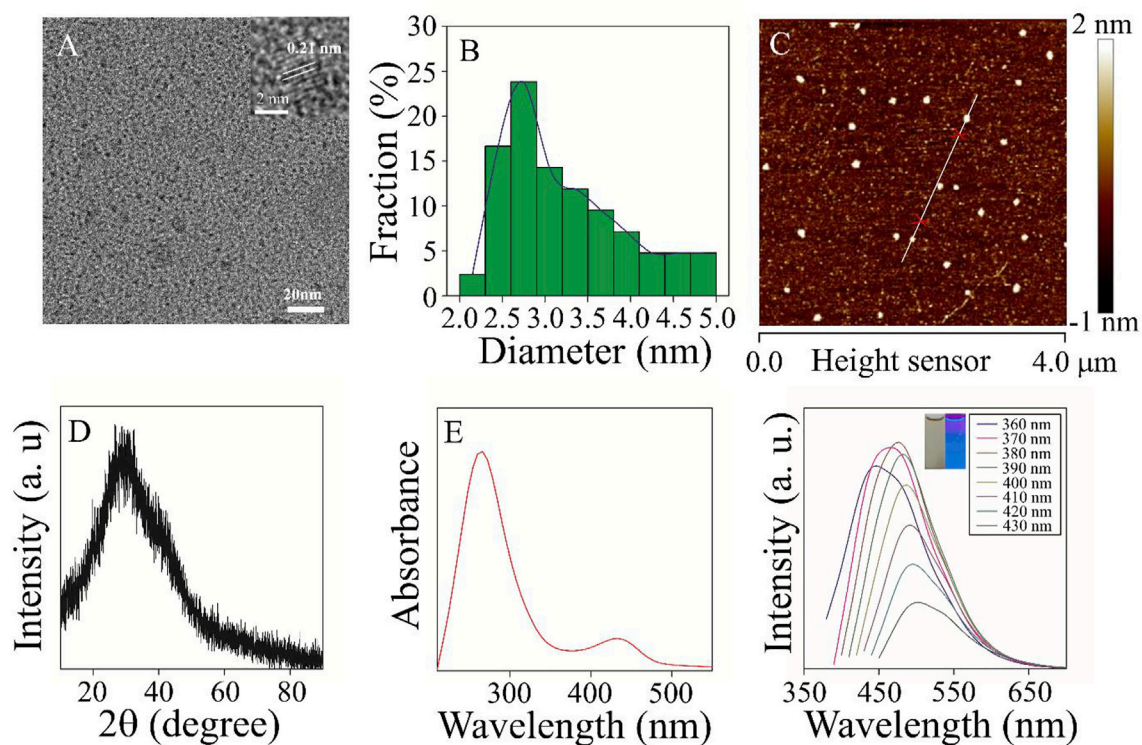 A
0.21 nm
2 nm
20nm
B
Fraction (%)
30
25
20
15
10
5
0
2.0 2.5 3.0 3.5 4.0 4.5 5.0
Diameter (nm)
C
2 nm
-1 nm
0.0 Height sensor 4.0 μm
D
Intensity (a. u)
20 40 60 80
2θ (degree)
E
Absorbance
300 400 500
Wavelength (nm)
Intensity (a. u.)
360 nm
370 nm
380 nm
390 nm
400 nm
410 nm
420 nm
430 nm
350 450 550 650
Wavelength (nm)